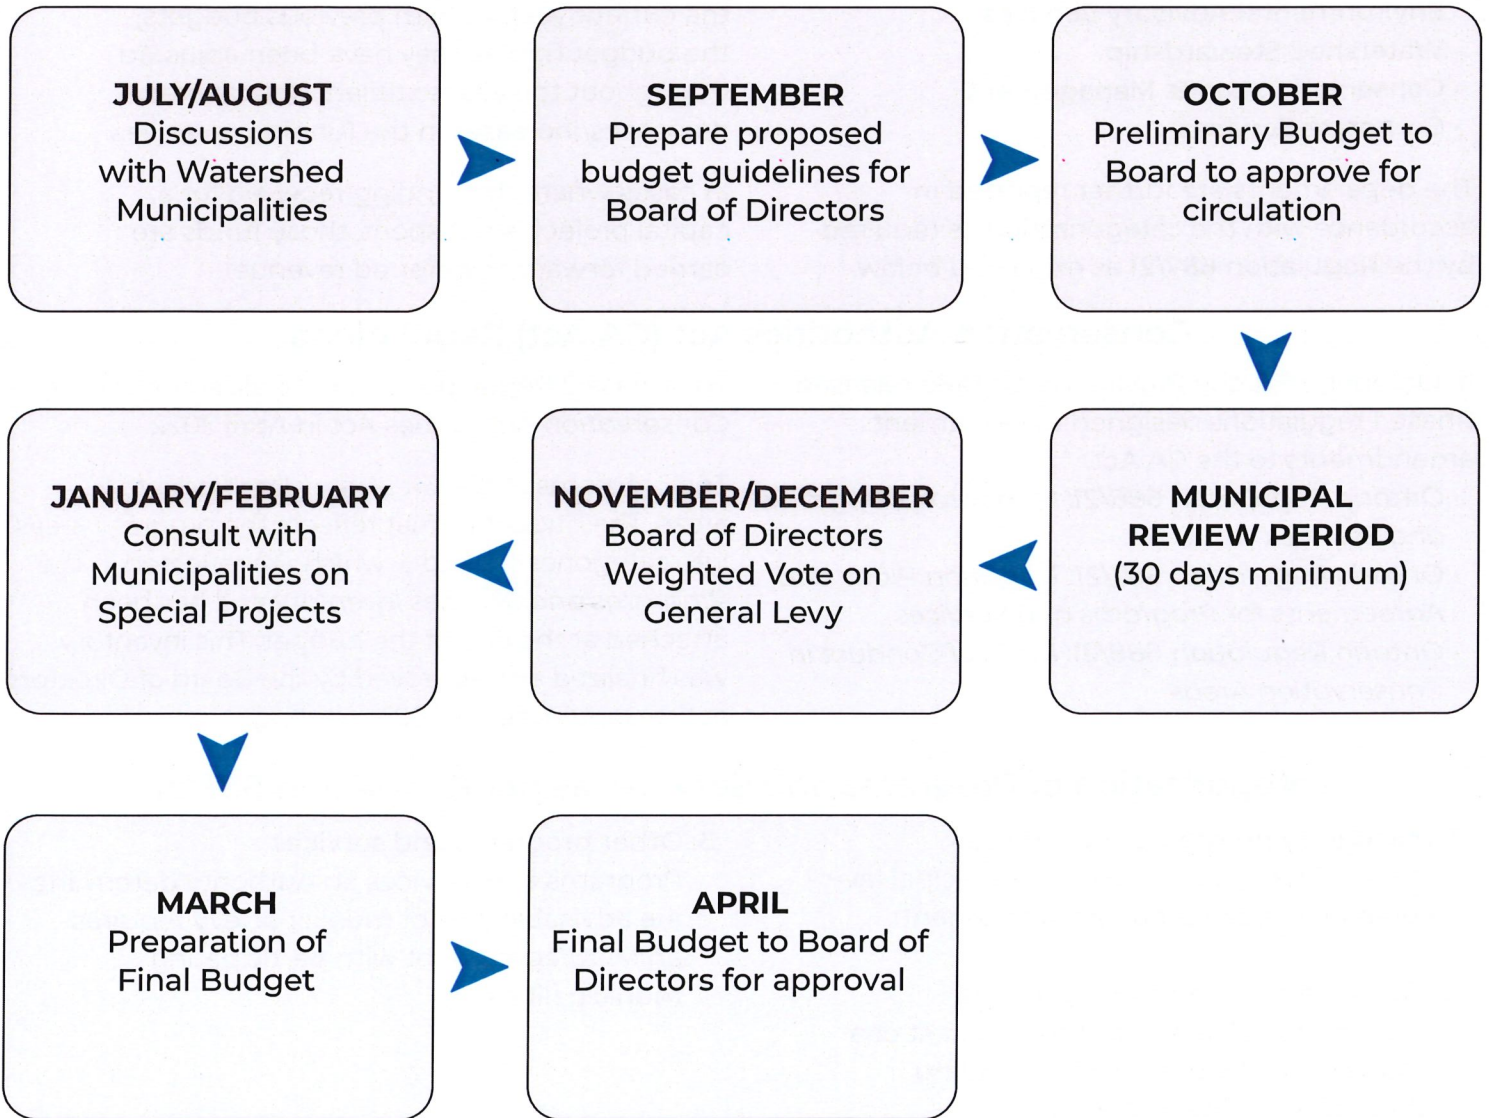 JULY/AUGUST
Discussions
with Watershed
Municipalities
SEPTEMBER
Prepare proposed
budget guidelines for
Board of Directors
OCTOBER
Preliminary Budget to
Board to approve for
circulation
MUNICIPAL
REVIEW PERIOD
(30 days minimum)
NOVEMBER/DECEMBER
Board of Directors
Weighted Vote on
General Levy
JANUARY/FEBRUARY
Consult with
Municipalities on
Special Projects
MARCH
Preparation of
Final Budget
APRIL
Final Budget to Board of
Directors for approval